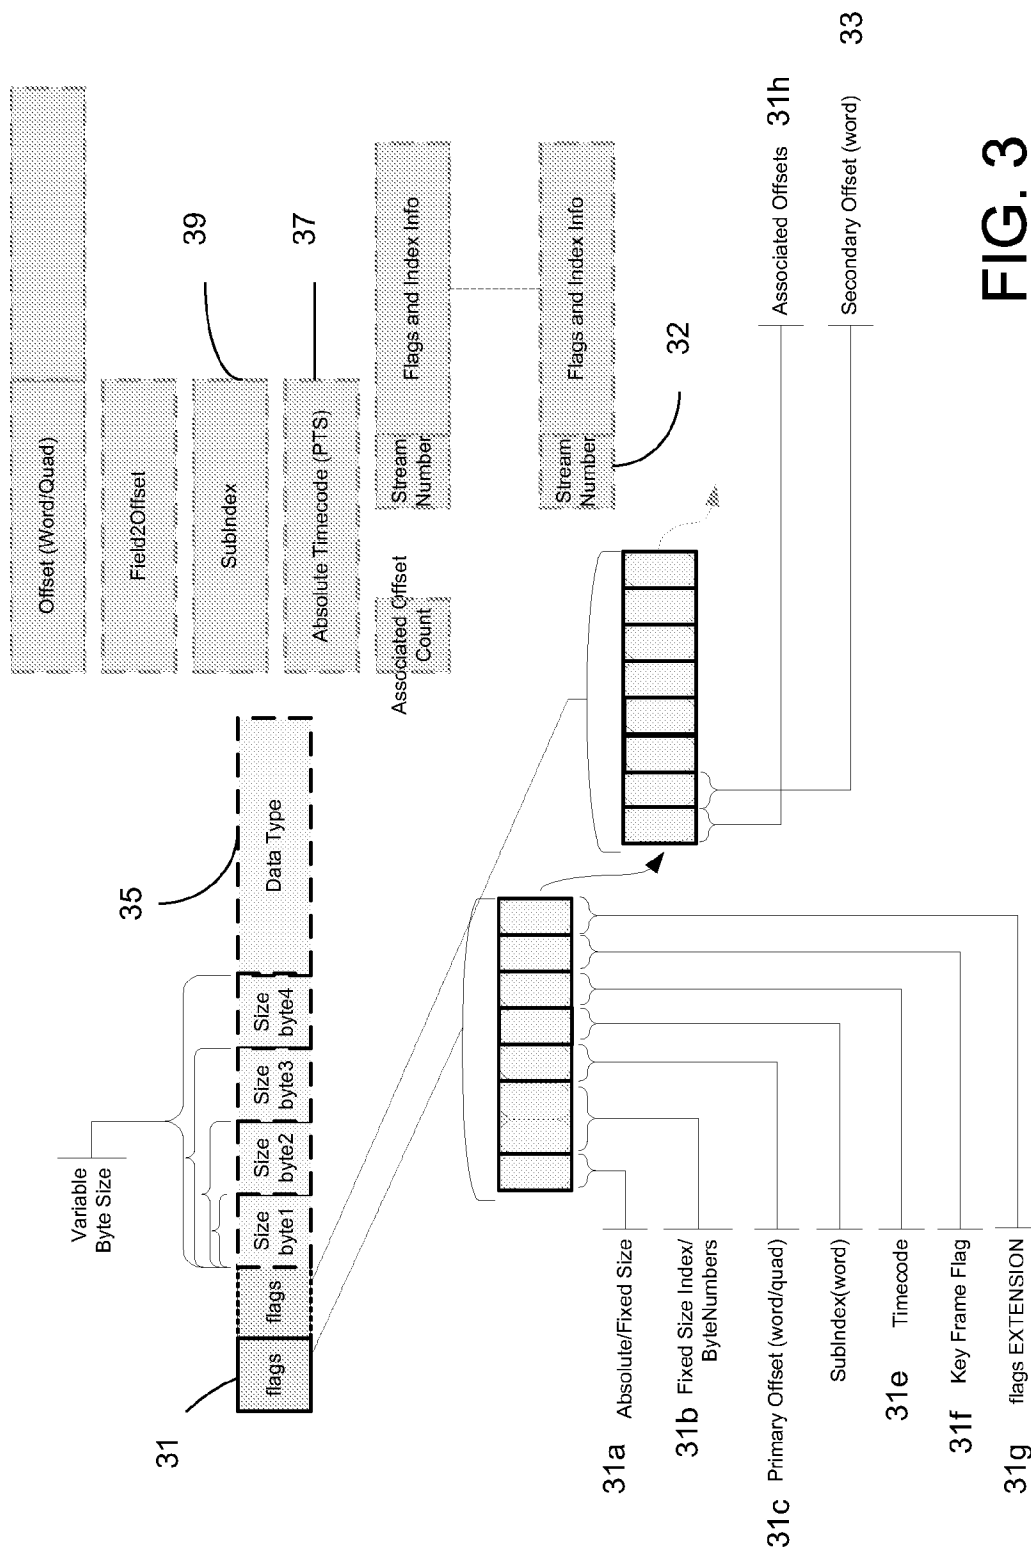 Offset (Word/Quad)
Field2Offset
39
SubIndex
37
Absolute Timecode (PTS)
Associated Offset
Count
Stream
Number
Flags and Index Info
Stream
Number
Flags and Index Info
32
Variable
Byte Size
35
31
flags
flags
Size
byte1
Size
byte2
Size
byte3
Size
byte4
Data Type
31a
Absolute/Fixed Size
31b
Fixed Size Index/
ByteNumbers
31c
Primary Offset (word/quad)
SubIndex(word)
31e
Timecode
31f
Key Frame Flag
31g
flags EXTENSION
Associated Offsets
31h
Secondary Offset (word)
33
FIG. 3